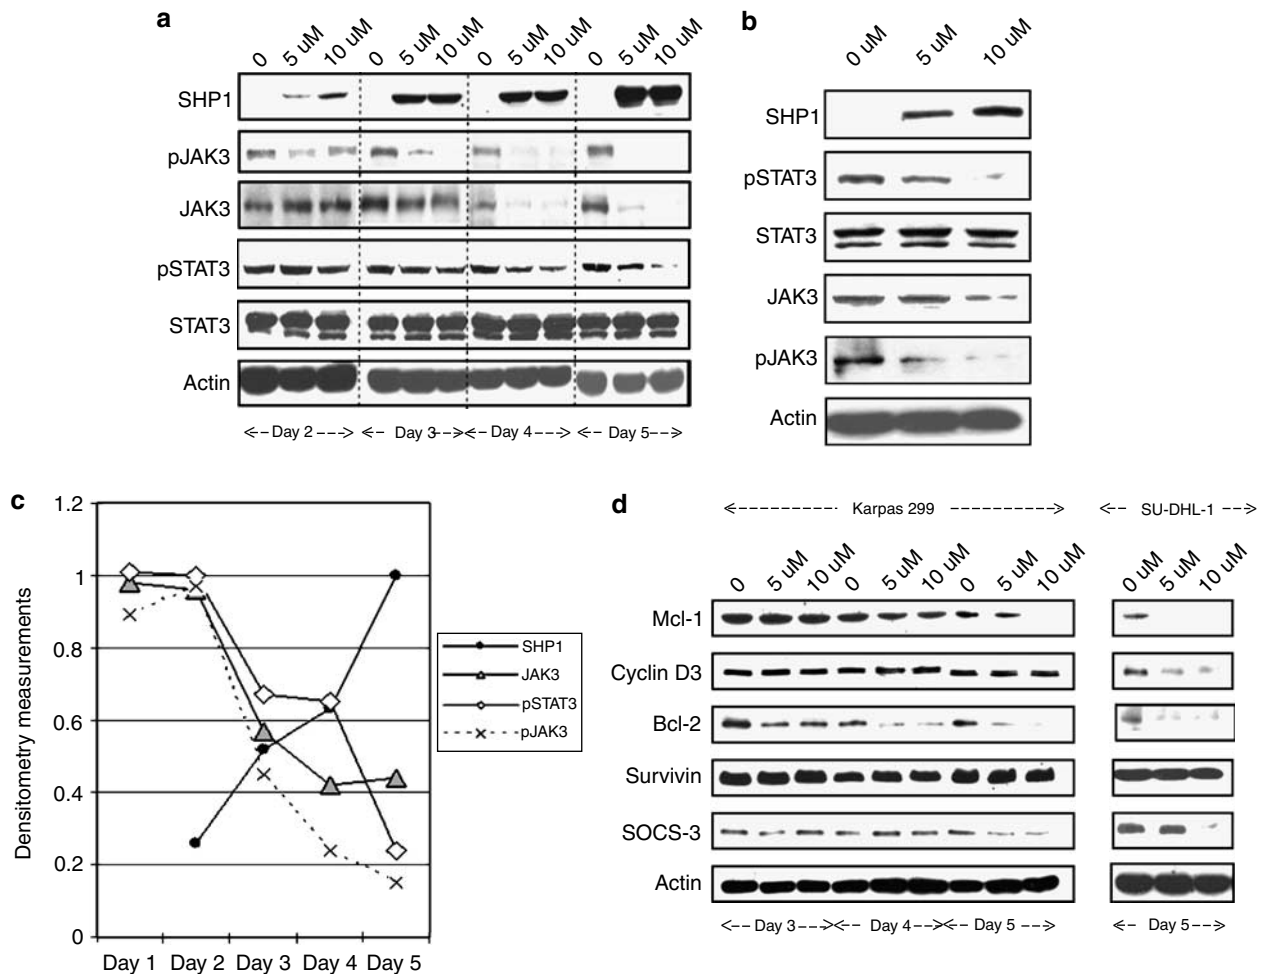 a
0 5 uM 10 uM 0 5 uM 10 uM 0 5 uM 10 uM 0 5 uM 10 uM
SHP1
pJAK3
JAK3
pSTAT3
STAT3
Actin
Day 2 Day 3 Day 4 Day 5
b
0 uM 5 uM 10 uM
SHP1
pSTAT3
STAT3
JAK3
pJAK3
Actin
c
Densitometry measurements
1.2
1
0.8
0.6
0.4
0.2
0
Day 1 Day 2 Day 3 Day 4 Day 5
SHP1
JAK3
pSTAT3
pJAK3
d
Karpas 299 SU-DHL-1
0 5 uM 10 uM 0 5 uM 10 uM 0 5 uM 10 uM 0 uM 5 uM 10 uM
Mcl-1
Cyclin D3
Bcl-2
Survivin
SOCS-3
Actin
Day 3 Day 4 Day 5 Day 5